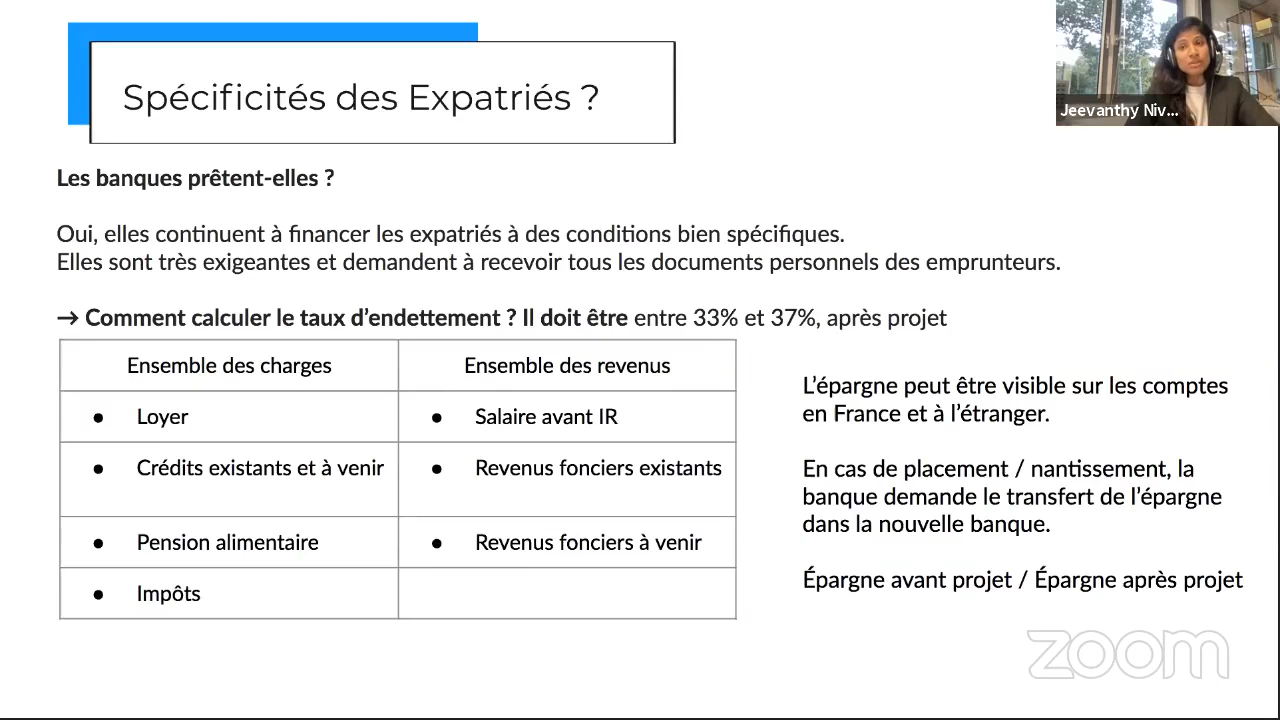 Spécificités des Expatriés ?
Jeevanthy Niv...
Les banques prêtent-elles ?
Oui, elles continuent à financer les expatriés à des conditions bien spécifiques.
Elles sont très exigeantes et demandent à recevoir tous les documents personnels des emprunteurs.
→ Comment calculer le taux d’endettement ? Il doit être entre 33% et 37%, après projet
Ensemble des charges
Ensemble des revenus
● Loyer
● Salaire avant IR
● Crédits existants et à venir
● Revenus fonciers existants
● Pension alimentaire
● Revenus fonciers à venir
● Impôts
L’épargne peut être visible sur les comptes
en France et à l’étranger.
En cas de placement / nantissement, la
banque demande le transfert de l’épargne
dans la nouvelle banque.
Épargne avant projet / Épargne après projet
zoom